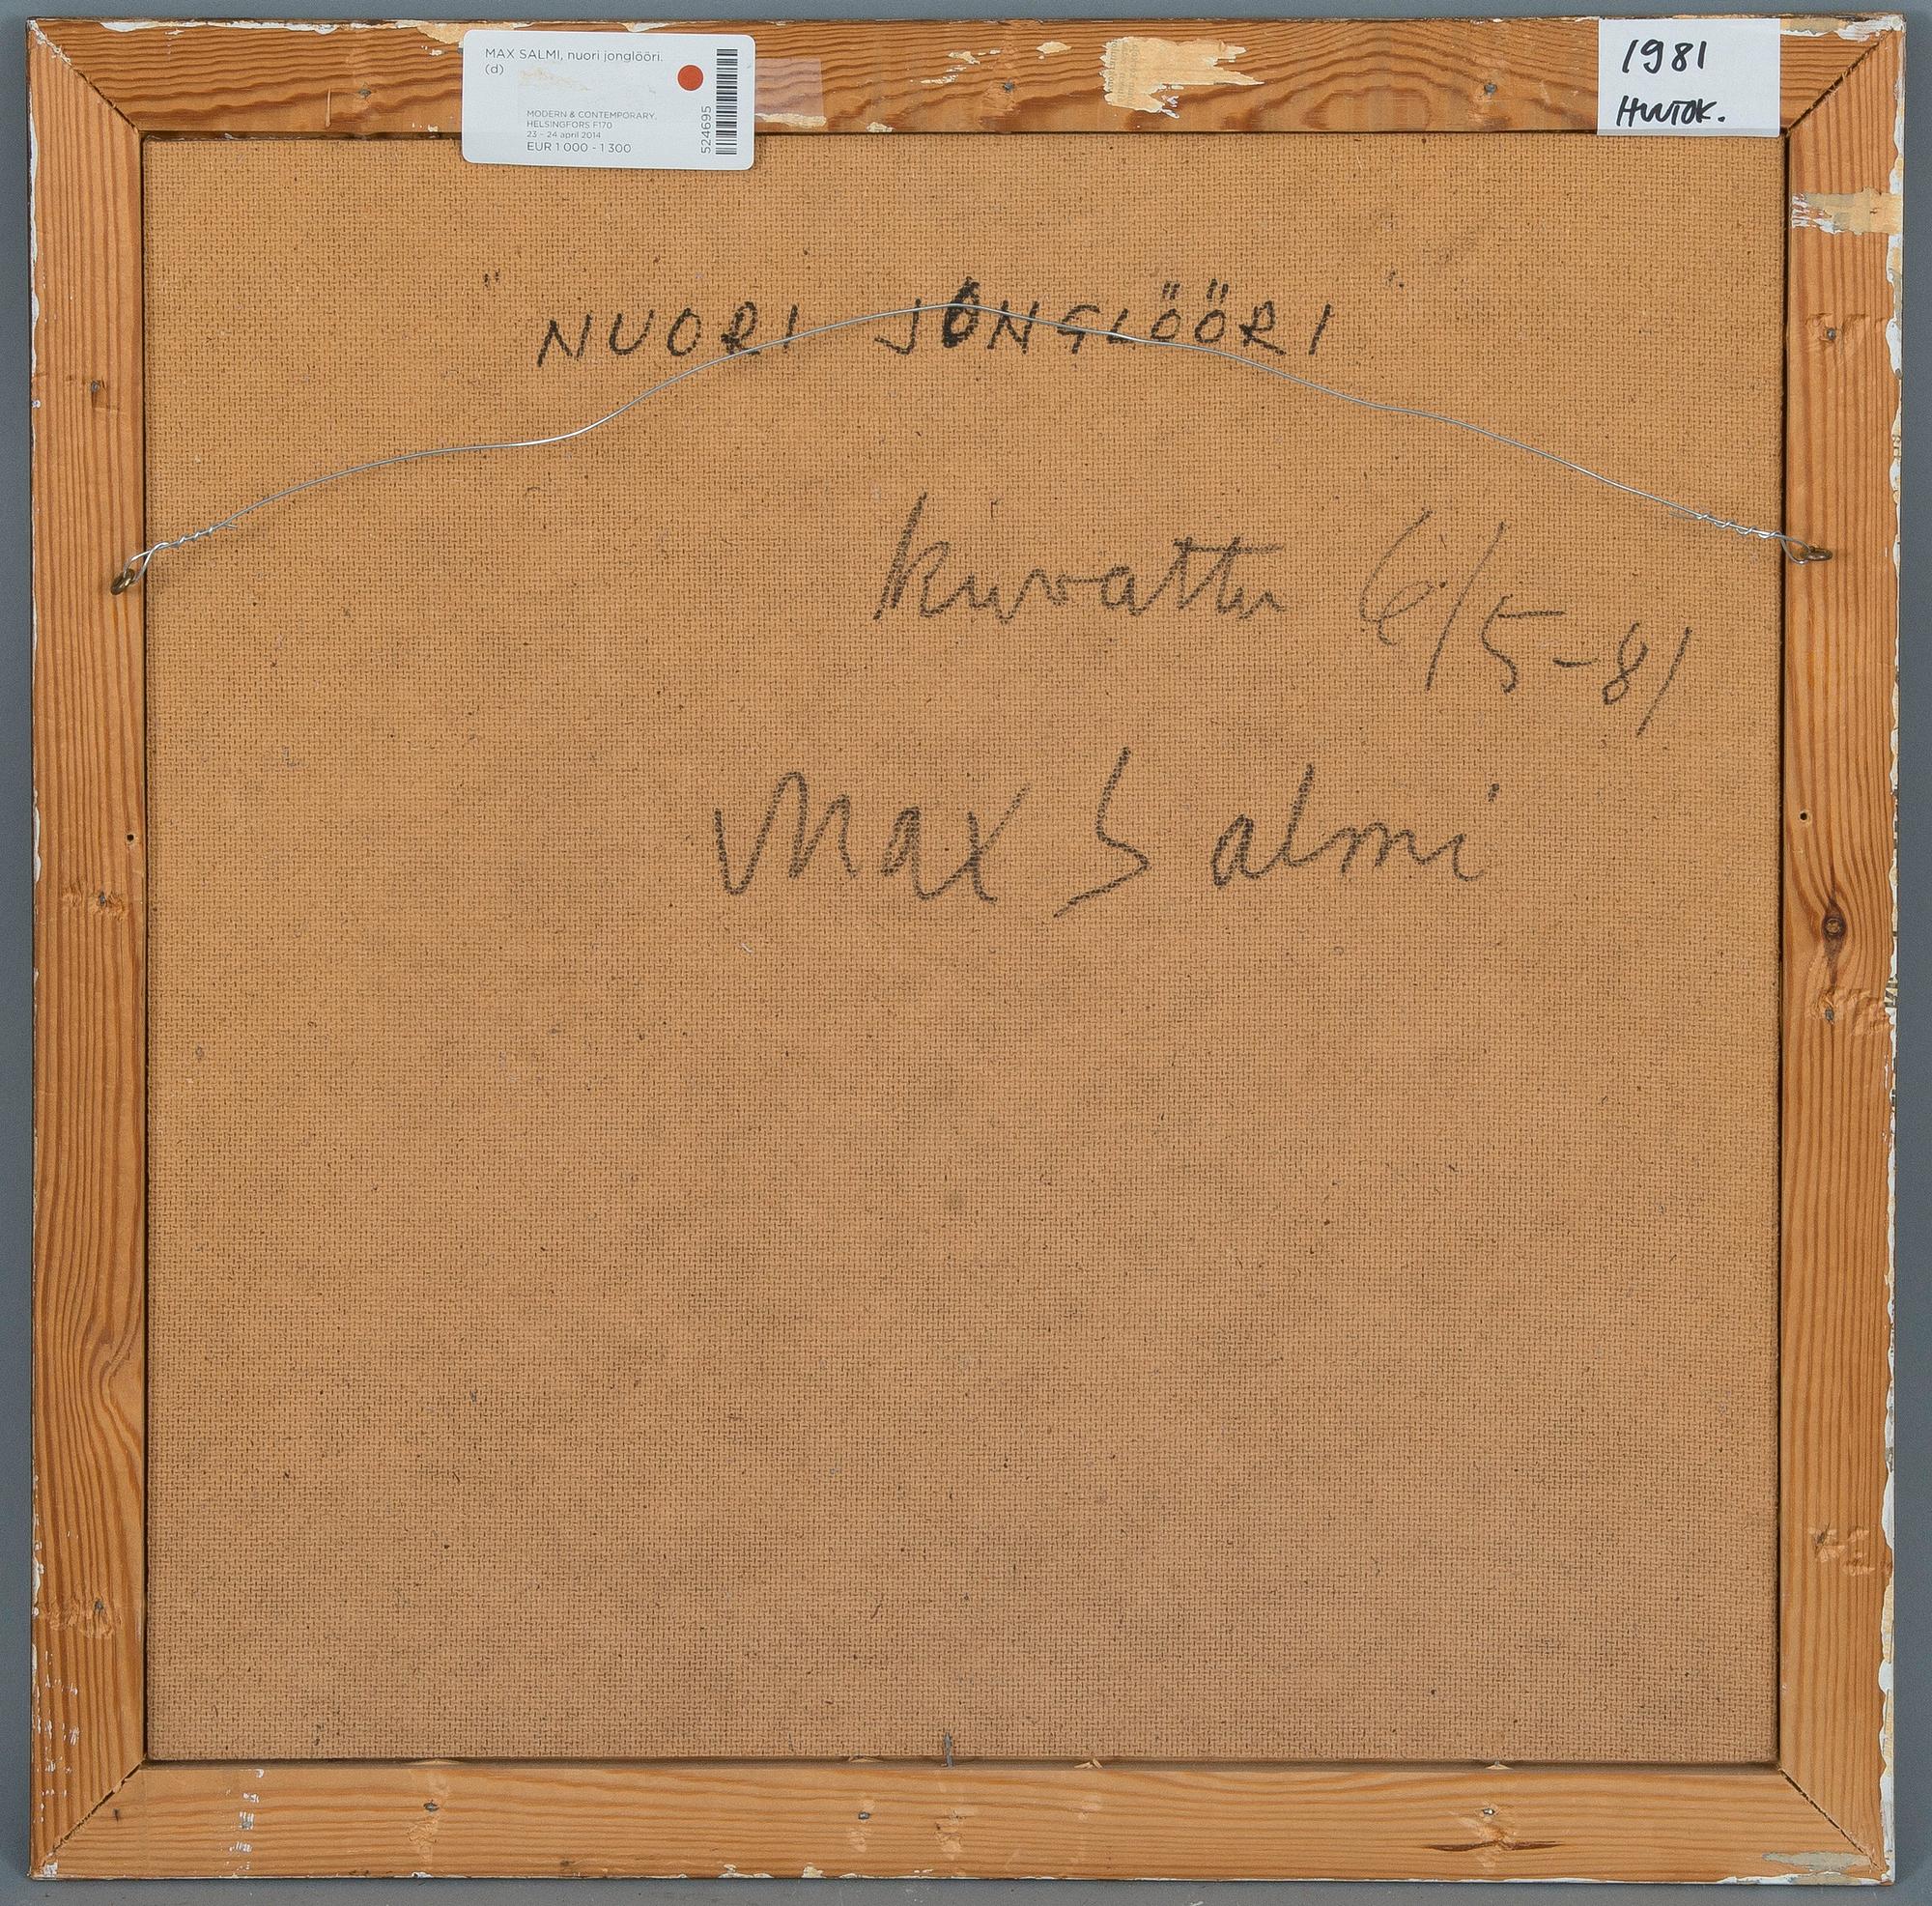 MAX SALMI, nuori jonglööri.
(d)
MODERN & CONTEMPORARY,
HELSINGFORS F170
23 - 24 april 2014
EUR 1 000 - 1 300
524695
1981
"NUORI JONGLÖÖRI"
kuvattu 6/5-81
Max Salmi